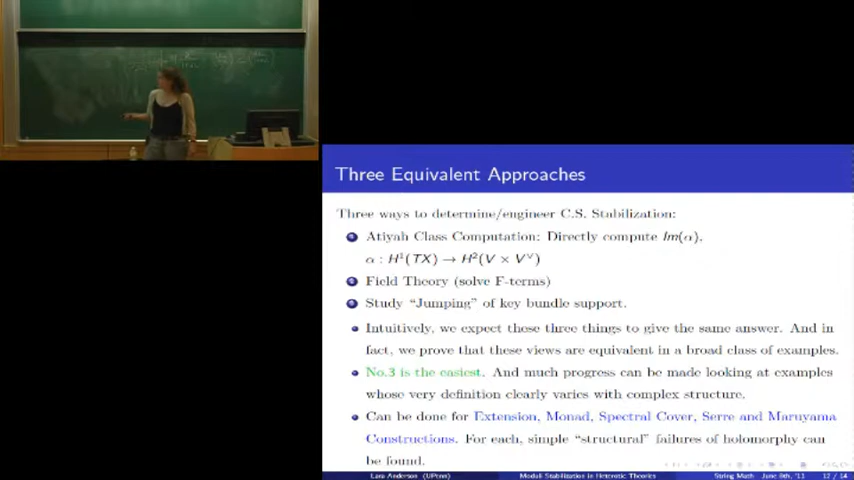 Three Equivalent Approaches
Three ways to determine/engineer C.S. Stabilization:
1 Atiyah Class Computation: Directly compute Im(α),
α : H¹(TX) → H²(V × V^∨)
2 Field Theory (solve F-terms)
3 Study “Jumping” of key bundle support.
• Intuitively, we expect these three things to give the same answer. And in
fact, we prove that these views are equivalent in a broad class of examples.
• No.3 is the easiest. And much progress can be made looking at examples
whose very definition clearly varies with complex structure.
• Can be done for Extension, Monad, Spectral Cover, Serre and Maruyama
Constructions. For each, simple “structural” failures of holomorphy can
be found.
Lara Anderson (UPenn) Moduli Stabilization in Heterotic Theories String Math June 8th, '11 12 / 14